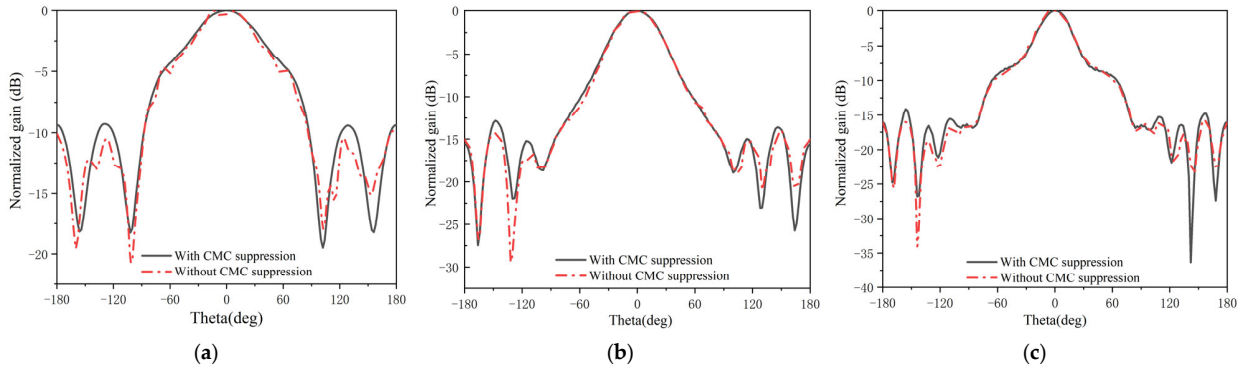 0
−5
−10
−15
−20
Normalized gain (dB)
With CMC suppression
Without CMC suppression
−180
−120
−60
0
60
120
180
Theta(deg)
(a)
0
−5
−10
−15
−20
−25
−30
Normalized gain (dB)
With CMC suppression
Without CMC suppression
−180
−120
−60
0
60
120
180
Theta(deg)
(b)
0
−5
−10
−15
−20
−25
−30
−35
−40
Normalized gain (dB)
With CMC suppression
Without CMC suppression
−180
−120
−60
0
60
120
180
Theta(deg)
(c)